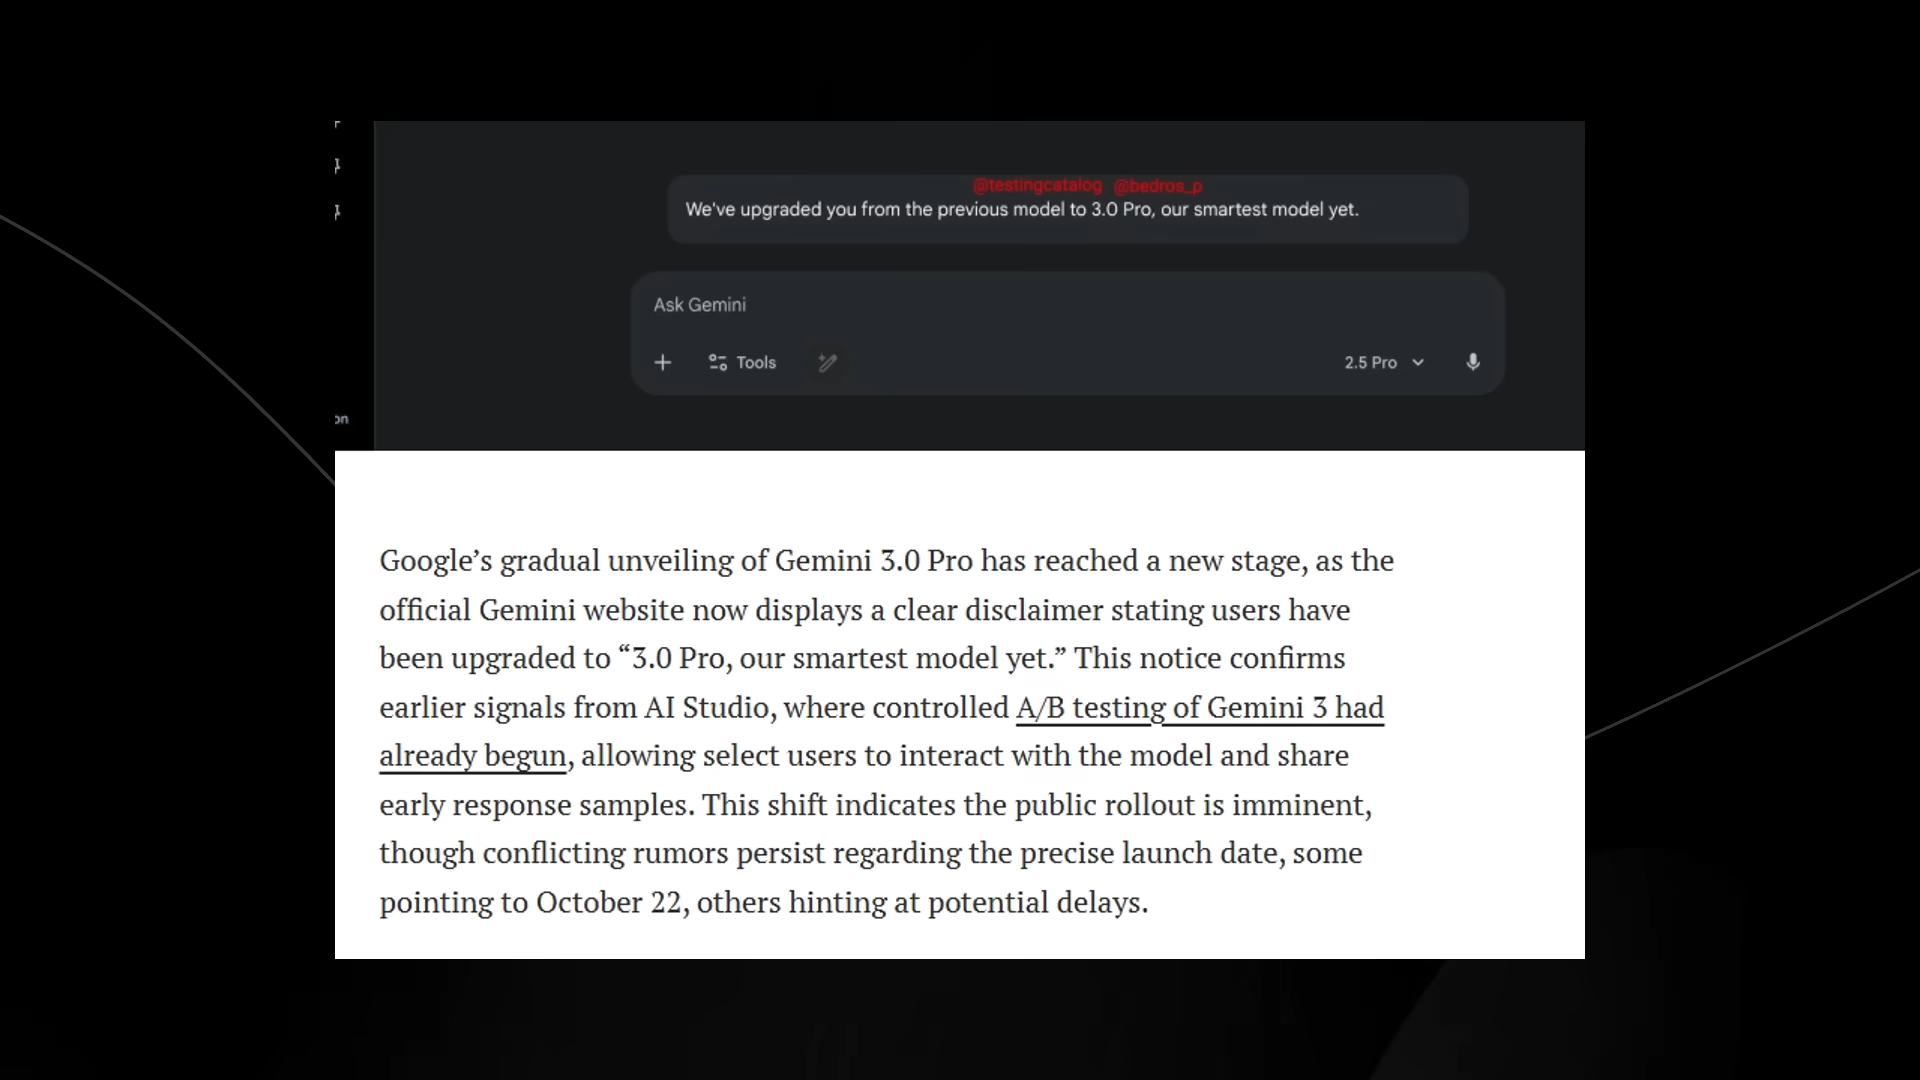 @testingcatalog @bedros_p
We've upgraded you from the previous model to 3.0 Pro, our smartest model yet.
Ask Gemini
Tools
2.5 Pro
on
Google’s gradual unveiling of Gemini 3.0 Pro has reached a new stage, as the
official Gemini website now displays a clear disclaimer stating users have
been upgraded to “3.0 Pro, our smartest model yet.” This notice confirms
earlier signals from AI Studio, where controlled A/B testing of Gemini 3 had
already begun, allowing select users to interact with the model and share
early response samples. This shift indicates the public rollout is imminent,
though conflicting rumors persist regarding the precise launch date, some
pointing to October 22, others hinting at potential delays.